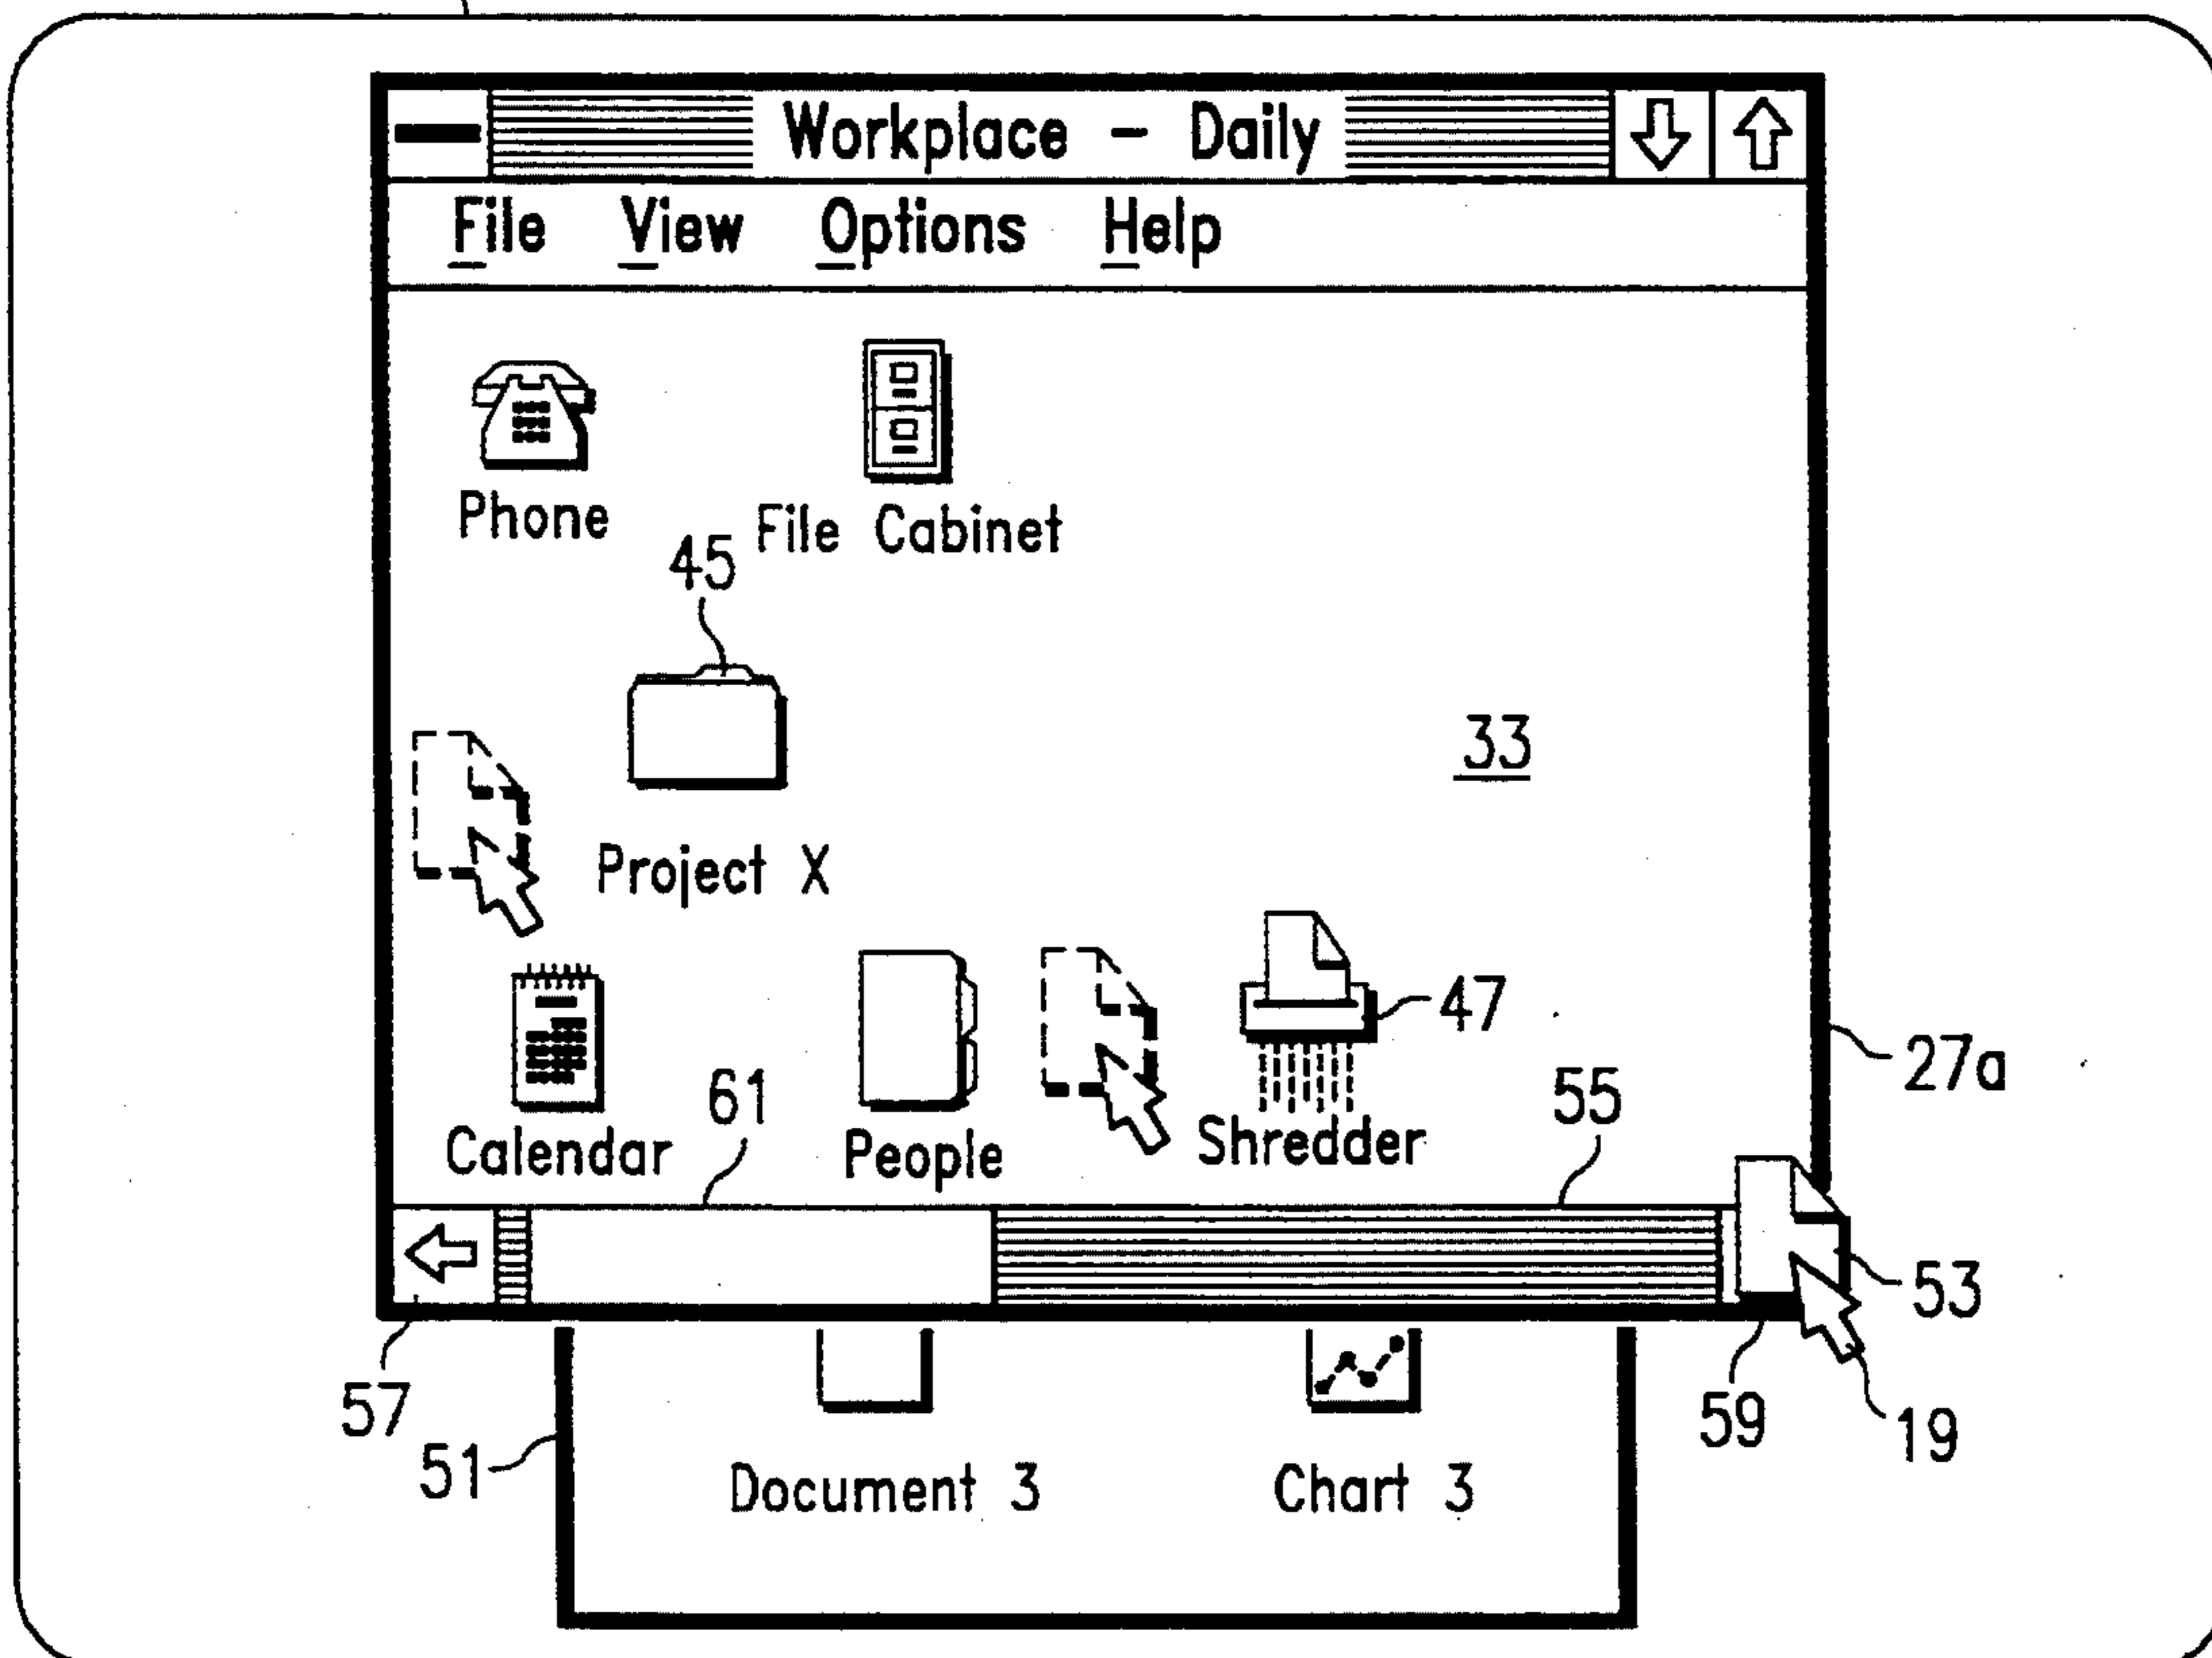 Workplace - Daily
File View Options Help
Phone
File Cabinet
45
33
Project X
47
27a
61
55
Calendar
People
Shredder
53
57
59
19
51
Document 3
Chart 3